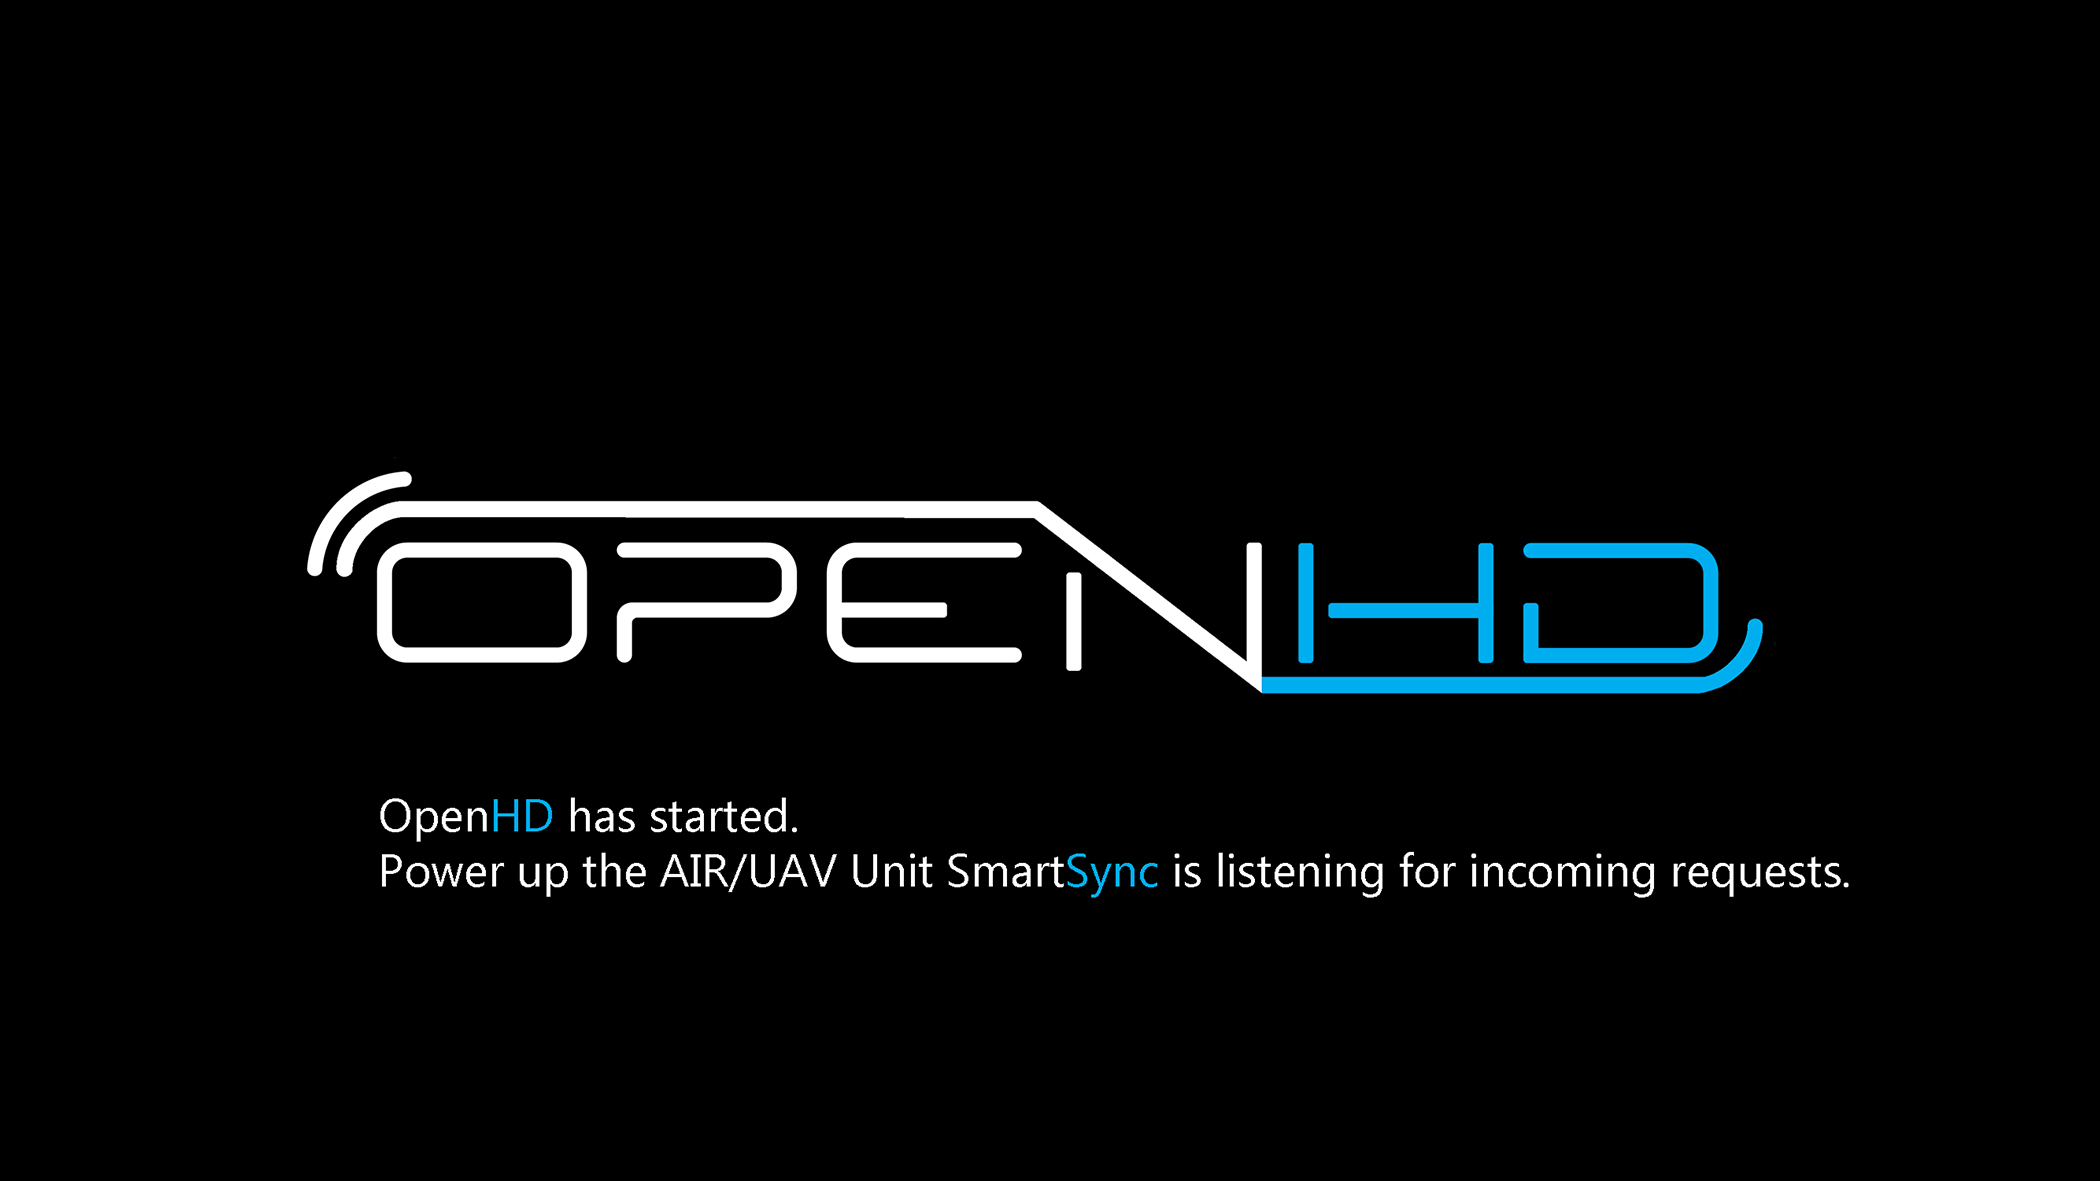 OPENHD
OpenHD has started.
Power up the AIR/UAV Unit SmartSync is listening for incoming requests.